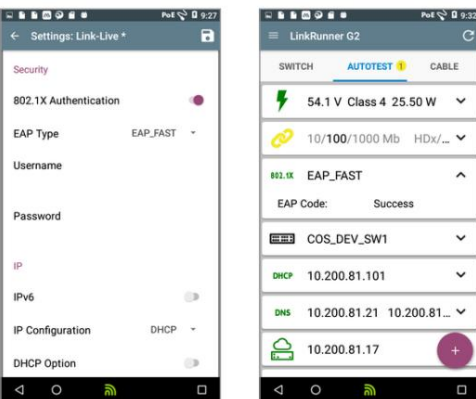 PoE 9:27
Settings: Link-Live *
Security
802.1X Authentication
EAP Type EAP_FAST
Username
Password
IP
IPv6
IP Configuration DHCP
DHCP Option
PoE 9:32
LinkRunner G2
SWITCH AUTOTEST 1 CABLE
54.1 V Class 4 25.50 W
10/100/1000 Mb HDx/...
802.1X EAP_FAST
EAP Code: Success
COS_DEV_SW1
DHCP 10.200.81.101
DNS 10.200.81.21 10.200.81...
10.200.81.17
+